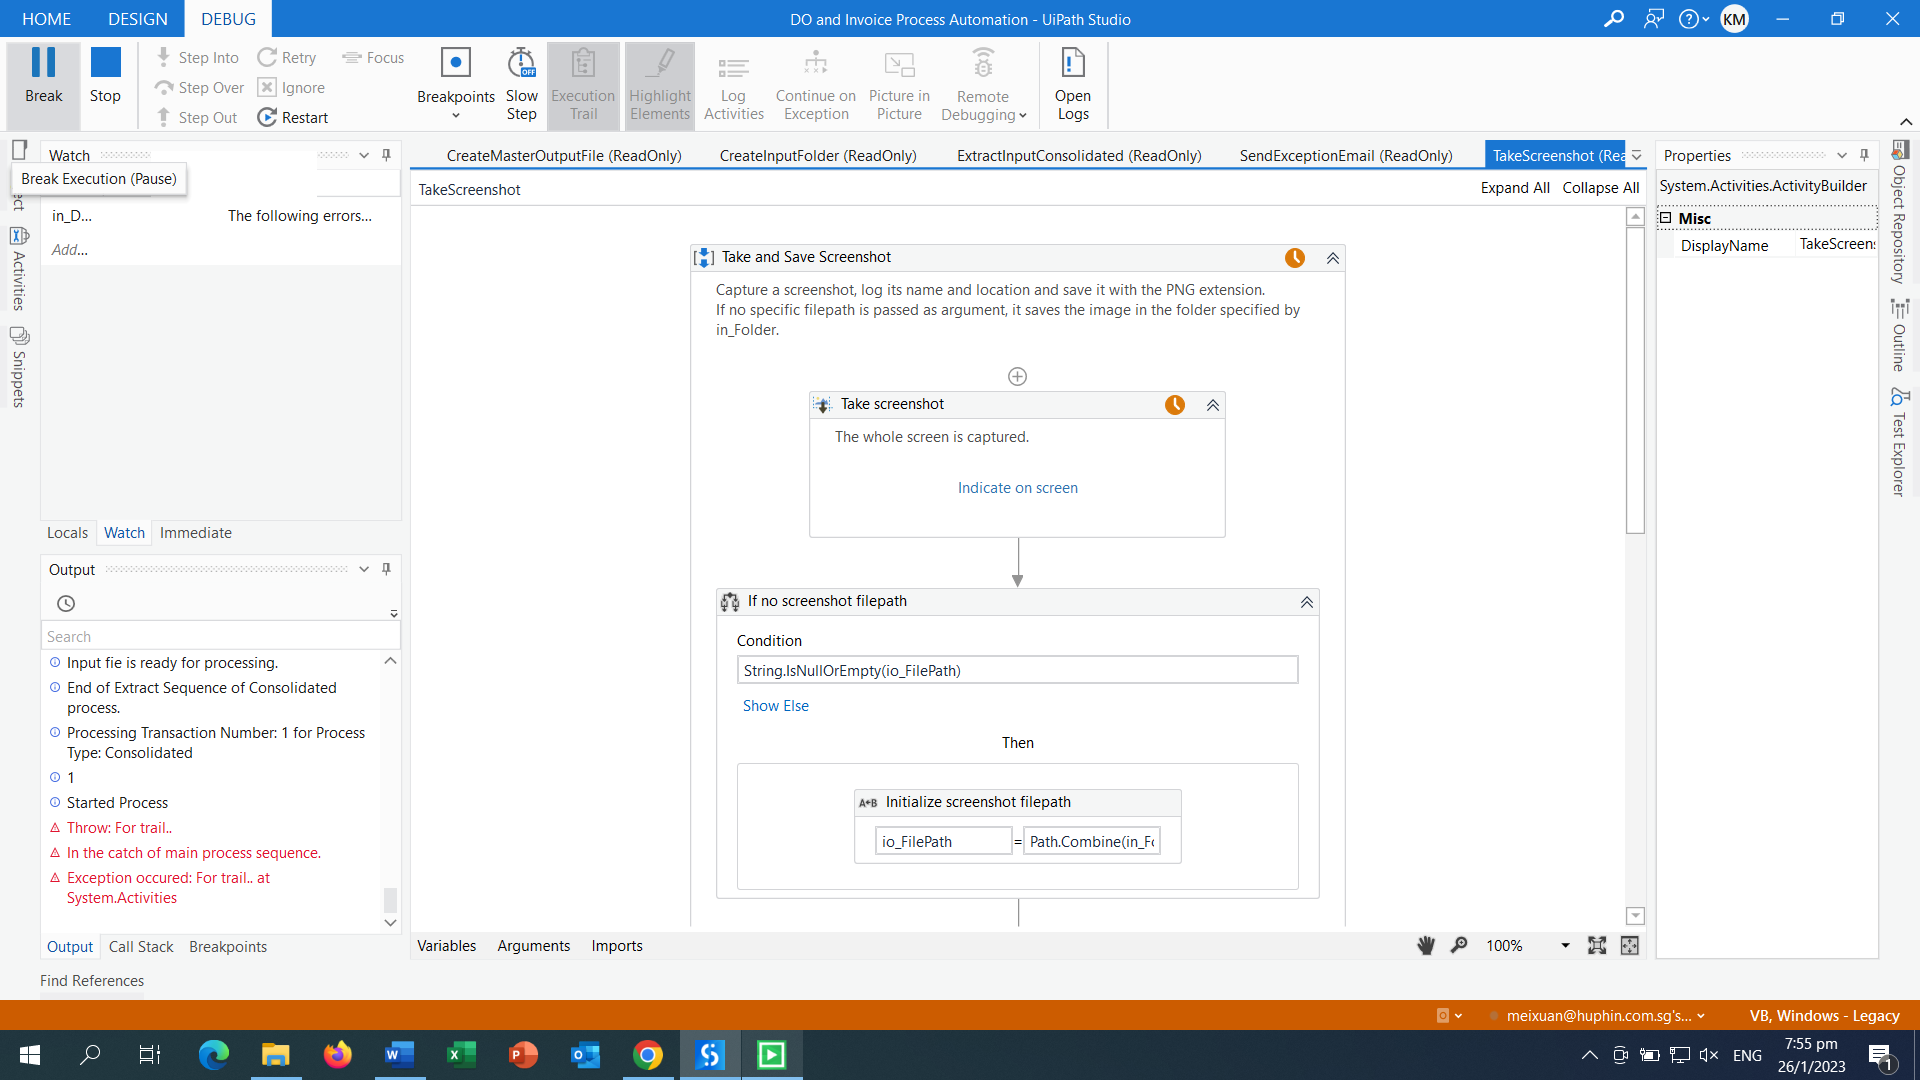 HOME DESIGN DEBUG
DO and Invoice Process Automation - UiPath Studio
KM
Break
Stop
Step Into
Step Over
Step Out
Retry
Ignore
Restart
Focus
Breakpoints
Slow
Step
OFF
Execution
Trail
Highlight
Elements
Log
Activities
Continue on
Exception
Picture in
Picture
Remote
Debugging
Open
Logs
Watch
Break Execution (Pause)
ect
in_D... The following errors...
Add...
Activities
Snippets
Locals Watch Immediate
Output
Search
Input fie is ready for processing.
End of Extract Sequence of Consolidated
process.
Processing Transaction Number: 1 for Process
Type: Consolidated
1
Started Process
Throw: For trail..
In the catch of main process sequence.
Exception occured: For trail.. at
System.Activities
Output Call Stack Breakpoints
Find References
CreateMasterOutputFile (ReadOnly) CreateInputFolder (ReadOnly) ExtractInputConsolidated (ReadOnly) SendExceptionEmail (ReadOnly) TakeScreenshot (Rea
TakeScreenshot
Expand All Collapse All
Take and Save Screenshot
Capture a screenshot, log its name and location and save it with the PNG extension.
If no specific filepath is passed as argument, it saves the image in the folder specified by
in_Folder.
Take screenshot
The whole screen is captured.
Indicate on screen
If no screenshot filepath
Condition
String.IsNullOrEmpty(io_FilePath)
Show Else
Then
A+B Initialize screenshot filepath
io_FilePath = Path.Combine(in_Fo
Variables Arguments Imports
100%
Properties
System.Activities.ActivityBuilder
Misc
DisplayName TakeScreens
Object Repository
Outline
Test Explorer
meixuan@huphin.com.sg's...
VB, Windows - Legacy
ENG
7:55 pm
26/1/2023
1